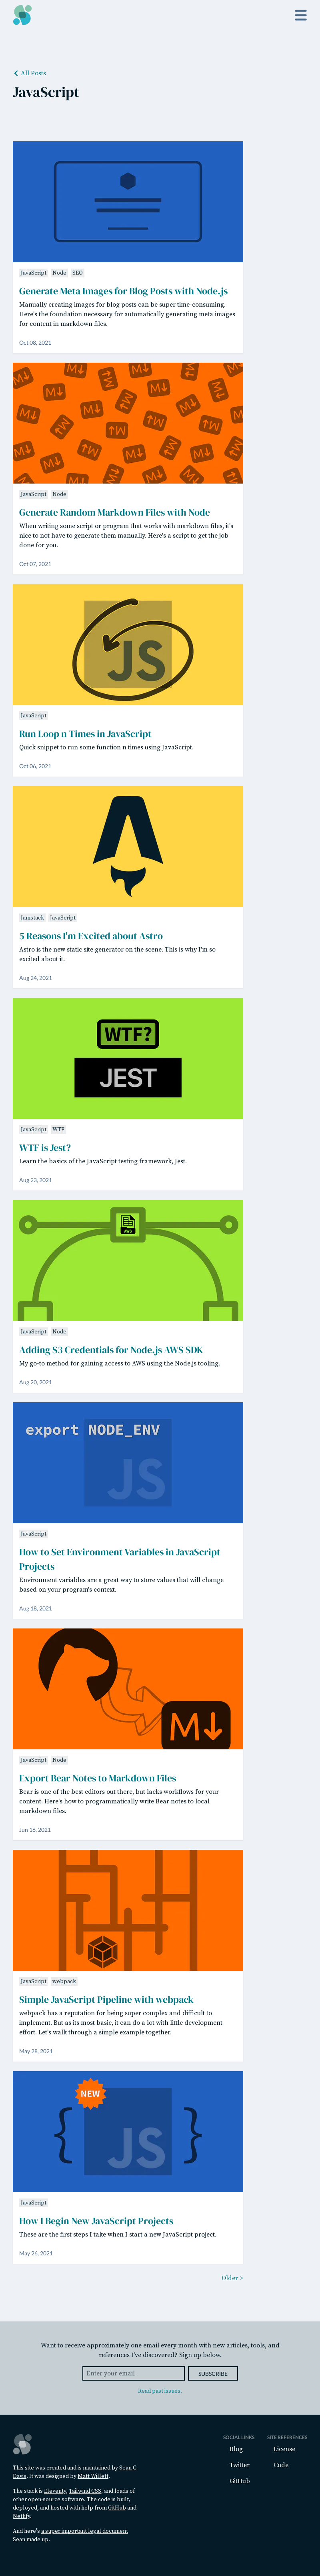 All Posts
JavaScript
JavaScript Node SEO
Generate Meta Images for Blog Posts with Node.js
Manually creating images for blog posts can be super time-consuming.
Here's the foundation necessary for automatically generating meta images
for content in markdown files.
Oct 08, 2021
JavaScript Node
Generate Random Markdown Files with Node
When writing some script or program that works with markdown files, it's
nice to not have to generate them manually. Here's a script to get the job
done for you.
Oct 07, 2021
JS
JavaScript
Run Loop n Times in JavaScript
Quick snippet to run some function n times using JavaScript.
Oct 06, 2021
Jamstack JavaScript
5 Reasons I'm Excited about Astro
Astro is the new static site generator on the scene. This is why I'm so
excited about it.
Aug 24, 2021
WTF?
JEST
JavaScript WTF
WTF is Jest?
Learn the basics of the JavaScript testing framework, Jest.
Aug 23, 2021
AWS
JavaScript Node
Adding S3 Credentials for Node.js AWS SDK
My go-to method for gaining access to AWS using the Node.js tooling.
Aug 20, 2021
export NODE_ENV
JS
JavaScript
How to Set Environment Variables in JavaScript
Projects
Environment variables are a great way to store values that will change
based on your program's context.
Aug 18, 2021
M
JavaScript Node
Export Bear Notes to Markdown Files
Bear is one of the best editors out there, but lacks workflows for your
content. Here's how to programmatically write Bear notes to local
markdown files.
Jun 16, 2021
JavaScript webpack
Simple JavaScript Pipeline with webpack
webpack has a reputation for being super complex and difficult to
implement. But as its most basic, it can do a lot with little development
effort. Let's walk through a simple example together.
May 28, 2021
NEW
{ JS }
JavaScript
How I Begin New JavaScript Projects
These are the first steps I take when I start a new JavaScript project.
May 26, 2021
Older >
Want to receive approximately one email every month with new articles, tools, and
references I've discovered? Sign up below.
Enter your email SUBSCRIBE
Read past issues.
This site was created and is maintained by Sean C
Davis. It was designed by Matt Willett.
The stack is Eleventy, Tailwind CSS, and loads of
other open-source software. The code is built,
deployed, and hosted with help from GitHub and
Netlify.
And here's a super important legal document
Sean made up.
SOCIAL LINKS
Blog
Twitter
GitHub
SITE REFERENCES
License
Code